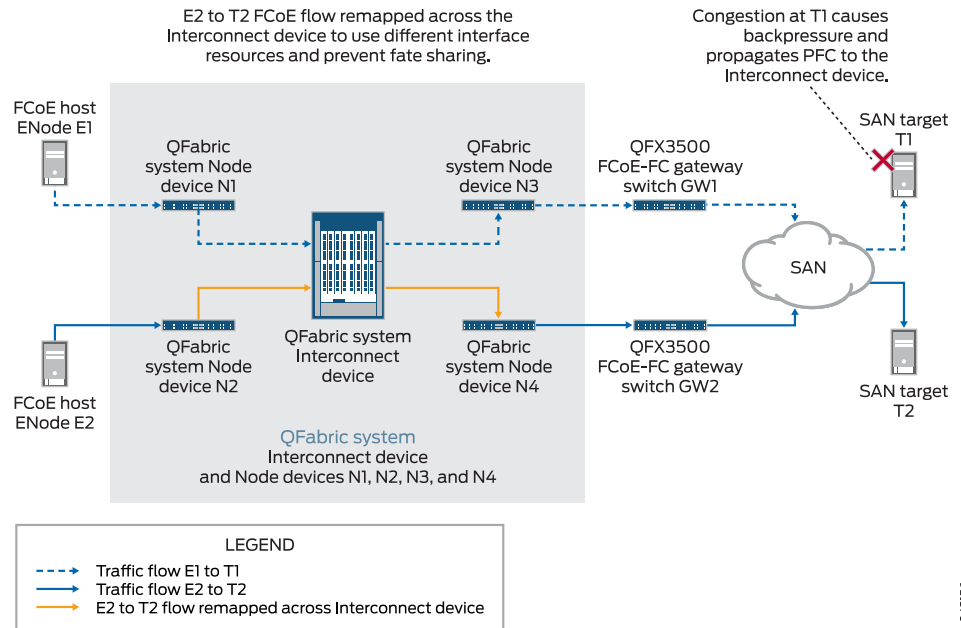 E2 to T2 FCoE flow remapped across the
Interconnect device to use different interface
resources and prevent fate sharing.
Congestion at T1 causes
backpressure and
propagates PFC to the
Interconnect device.
FCoE host
ENode E1
QFabric
system Node
device N1
QFabric
system Node
device N3
QFX3500
FCoE-FC gateway
switch GW1
SAN target
T1
SAN
QFabric system
Interconnect
device
FCoE host
ENode E2
QFabric
system Node
device N2
QFabric
system Node
device N4
QFX3500
FCoE-FC gateway
switch GW2
SAN target
T2
QFabric system
Interconnect device
and Node devices N1, N2, N3, and N4
LEGEND
Traffic flow E1 to T1
Traffic flow E2 to T2
E2 to T2 flow remapped across Interconnect device